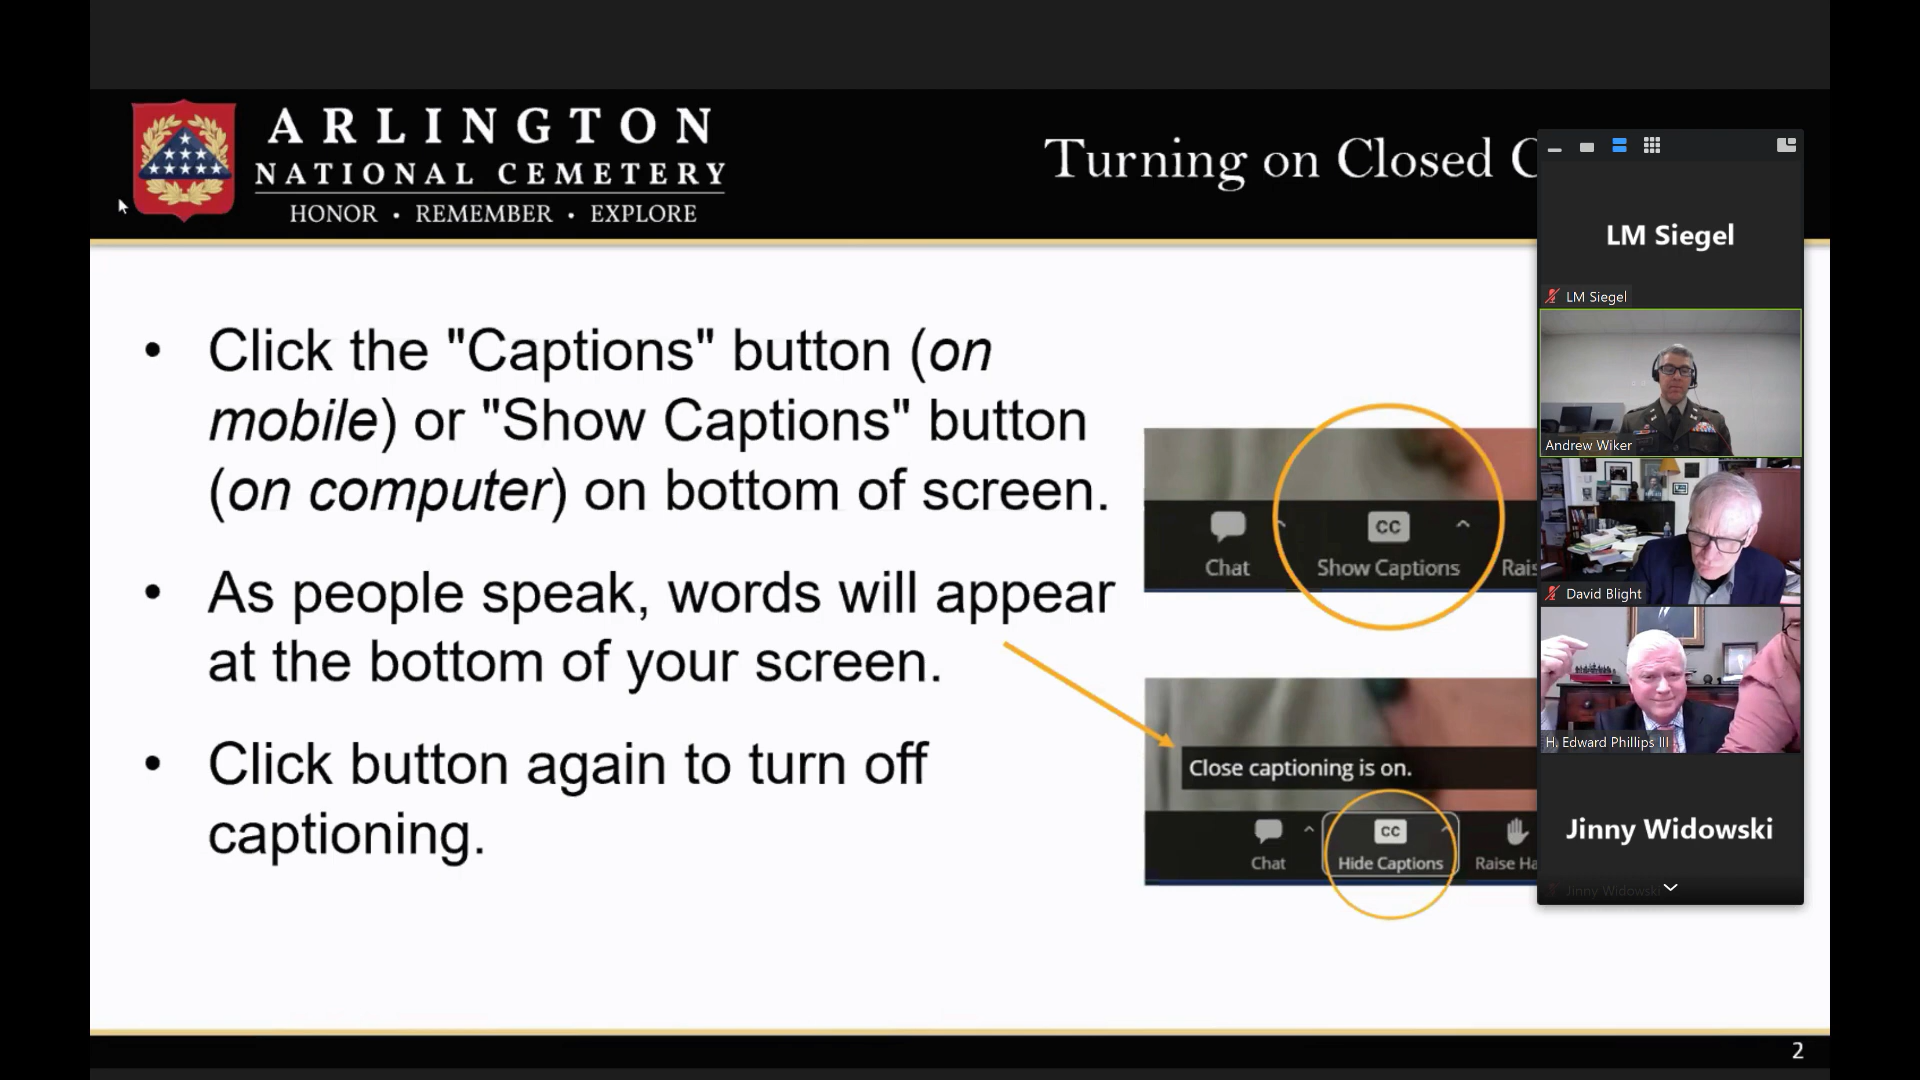 ARLINGTON
NATIONAL CEMETERY
HONOR • REMEMBER • EXPLORE
Turning on Closed C
• Click the "Captions" button (on
mobile) or "Show Captions" button
(on computer) on bottom of screen.
• As people speak, words will appear
at the bottom of your screen.
• Click button again to turn off
captioning.
CC
Chat
Show Captions
Rais
Close captioning is on.
CC
Chat
Hide Captions
Raise Ha
LM Siegel
LM Siegel
Andrew Wiker
David Blight
H. Edward Phillips III
Jinny Widowski
Jinny Widowski
2